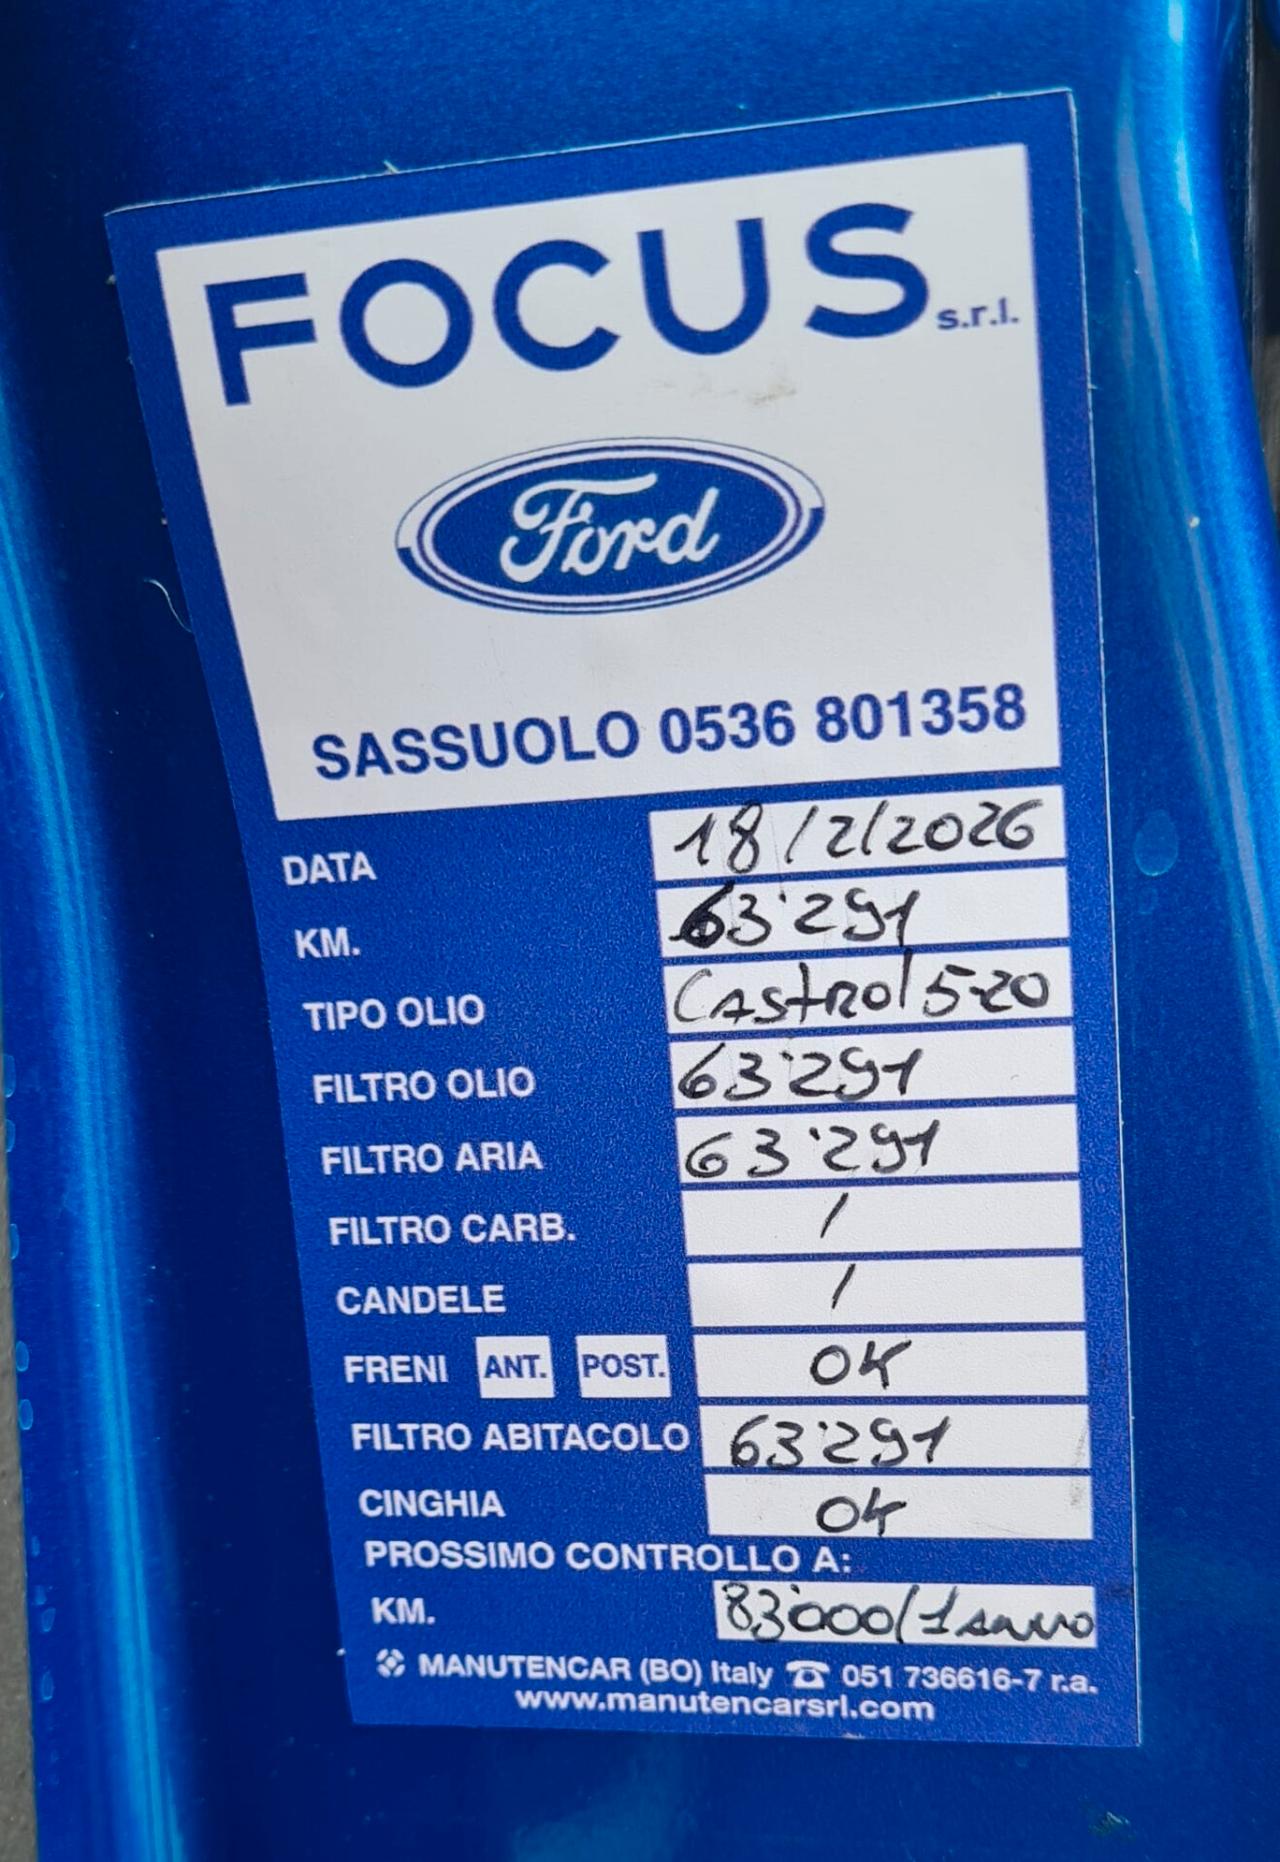 FOCUS s.r.l.
Ford
SASSUOLO 0536 801358
DATA 18/2/2026
KM. 63'291
TIPO OLIO Castrol 5-20
FILTRO OLIO 63'291
FILTRO ARIA 63'291
FILTRO CARB. /
CANDELE /
FRENI ANT. POST. OK
FILTRO ABITACOLO 63'291
CINGHIA OK
PROSSIMO CONTROLLO A:
KM. 83'000/1 anno
MANUTENCAR (BO) Italy ☎ 051 736616-7 r.a.
www.manutencarsrl.com